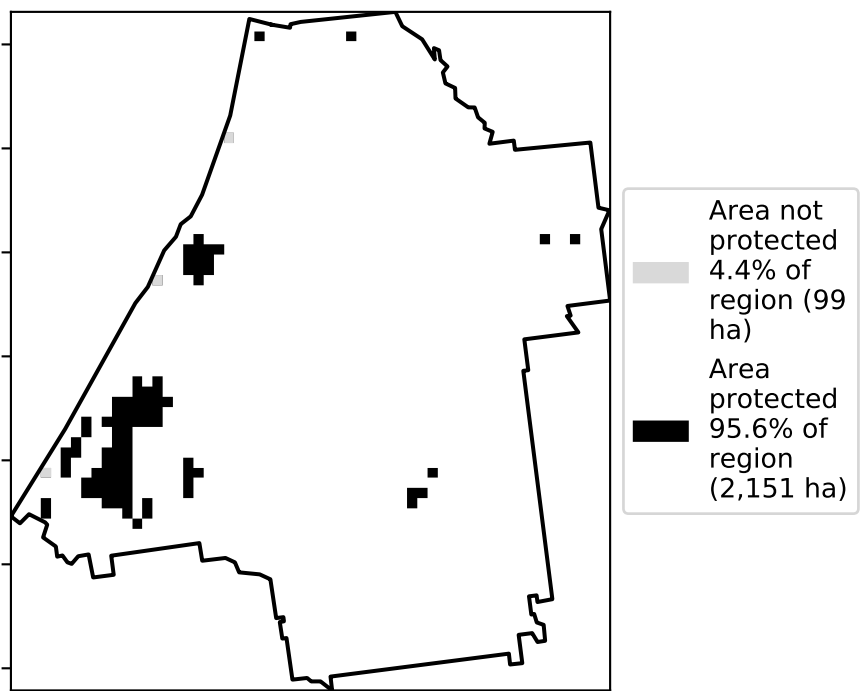 Area not
protected
4.4% of
region (99
ha)
Area
protected
95.6% of
region
(2,151 ha)